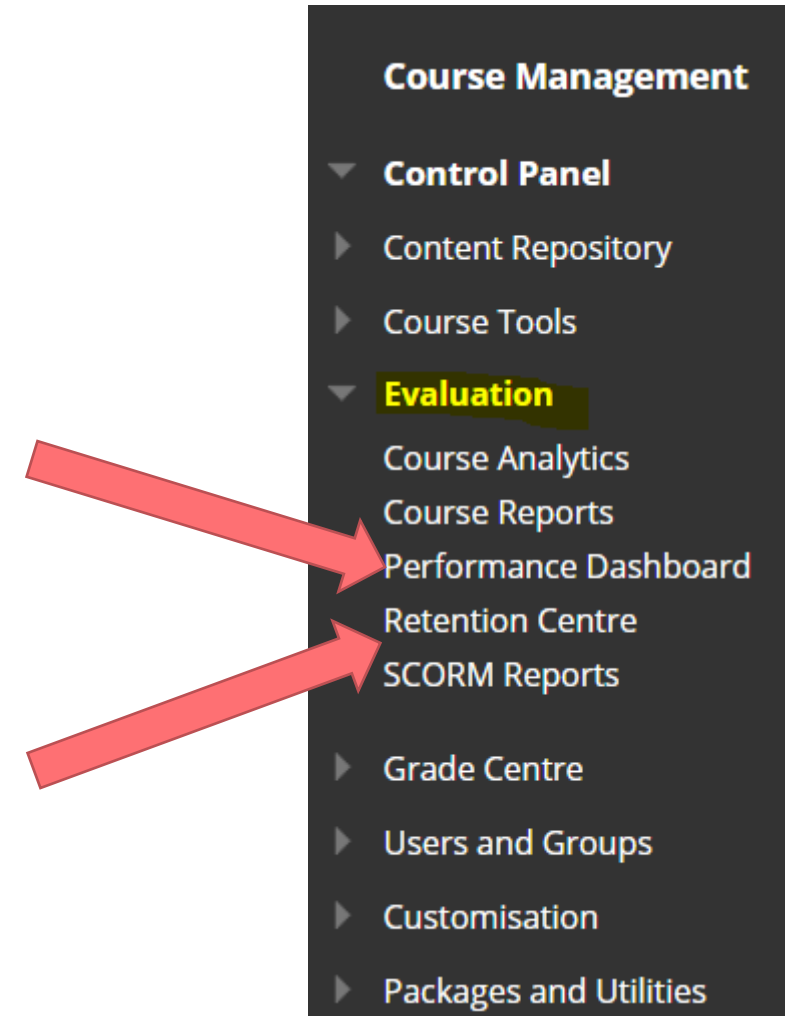 Course Management
Control Panel
Content Repository
Course Tools
Evaluation
Course Analytics
Course Reports
Performance Dashboard
Retention Centre
SCORM Reports
Grade Centre
Users and Groups
Customisation
Packages and Utilities